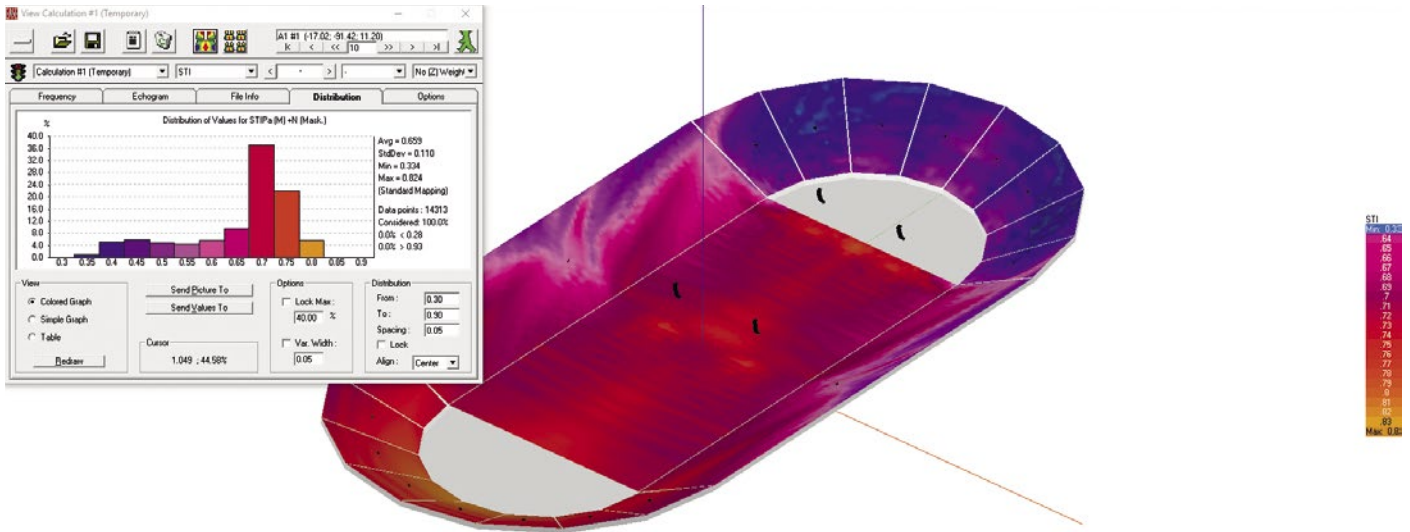 View Calculation #1 (Temporary)
A1 #1 (-17.02; -91.42; 11.20)
10
Calculation #1 (Temporary) STI - - No (Z) Weight
Frequency Echogram File Info Distribution Options
Distribution of Values for STIPa (M) +N (Mask.)
%
40.0
36.0
32.0
28.0
24.0
20.0
16.0
12.0
8.0
4.0
0.0
0.3 0.35 0.4 0.45 0.5 0.55 0.6 0.65 0.7 0.75 0.8 0.85 0.9
Avg = 0.659
StdDev = 0.110
Min = 0.334
Max = 0.824
(Standard Mapping)
Data points : 14313
Considered: 100.0%
0.0% < 0.28
0.0% > 0.93
View
Colored Graph
Simple Graph
Table
Redraw
Send Picture To
Send Values To
Cursor
1.049 ; 44.58%
Options
Lock Max :
40.00 %
Var. Width :
0.05
Distribution
From : 0.30
To : 0.90
Spacing : 0.05
Lock
Align : Center
STI
Min: 0.33
.64
.65
.66
.67
.68
.69
.7
.71
.72
.73
.74
.75
.76
.77
.78
.79
.8
.81
.82
.83
Max: 0.82